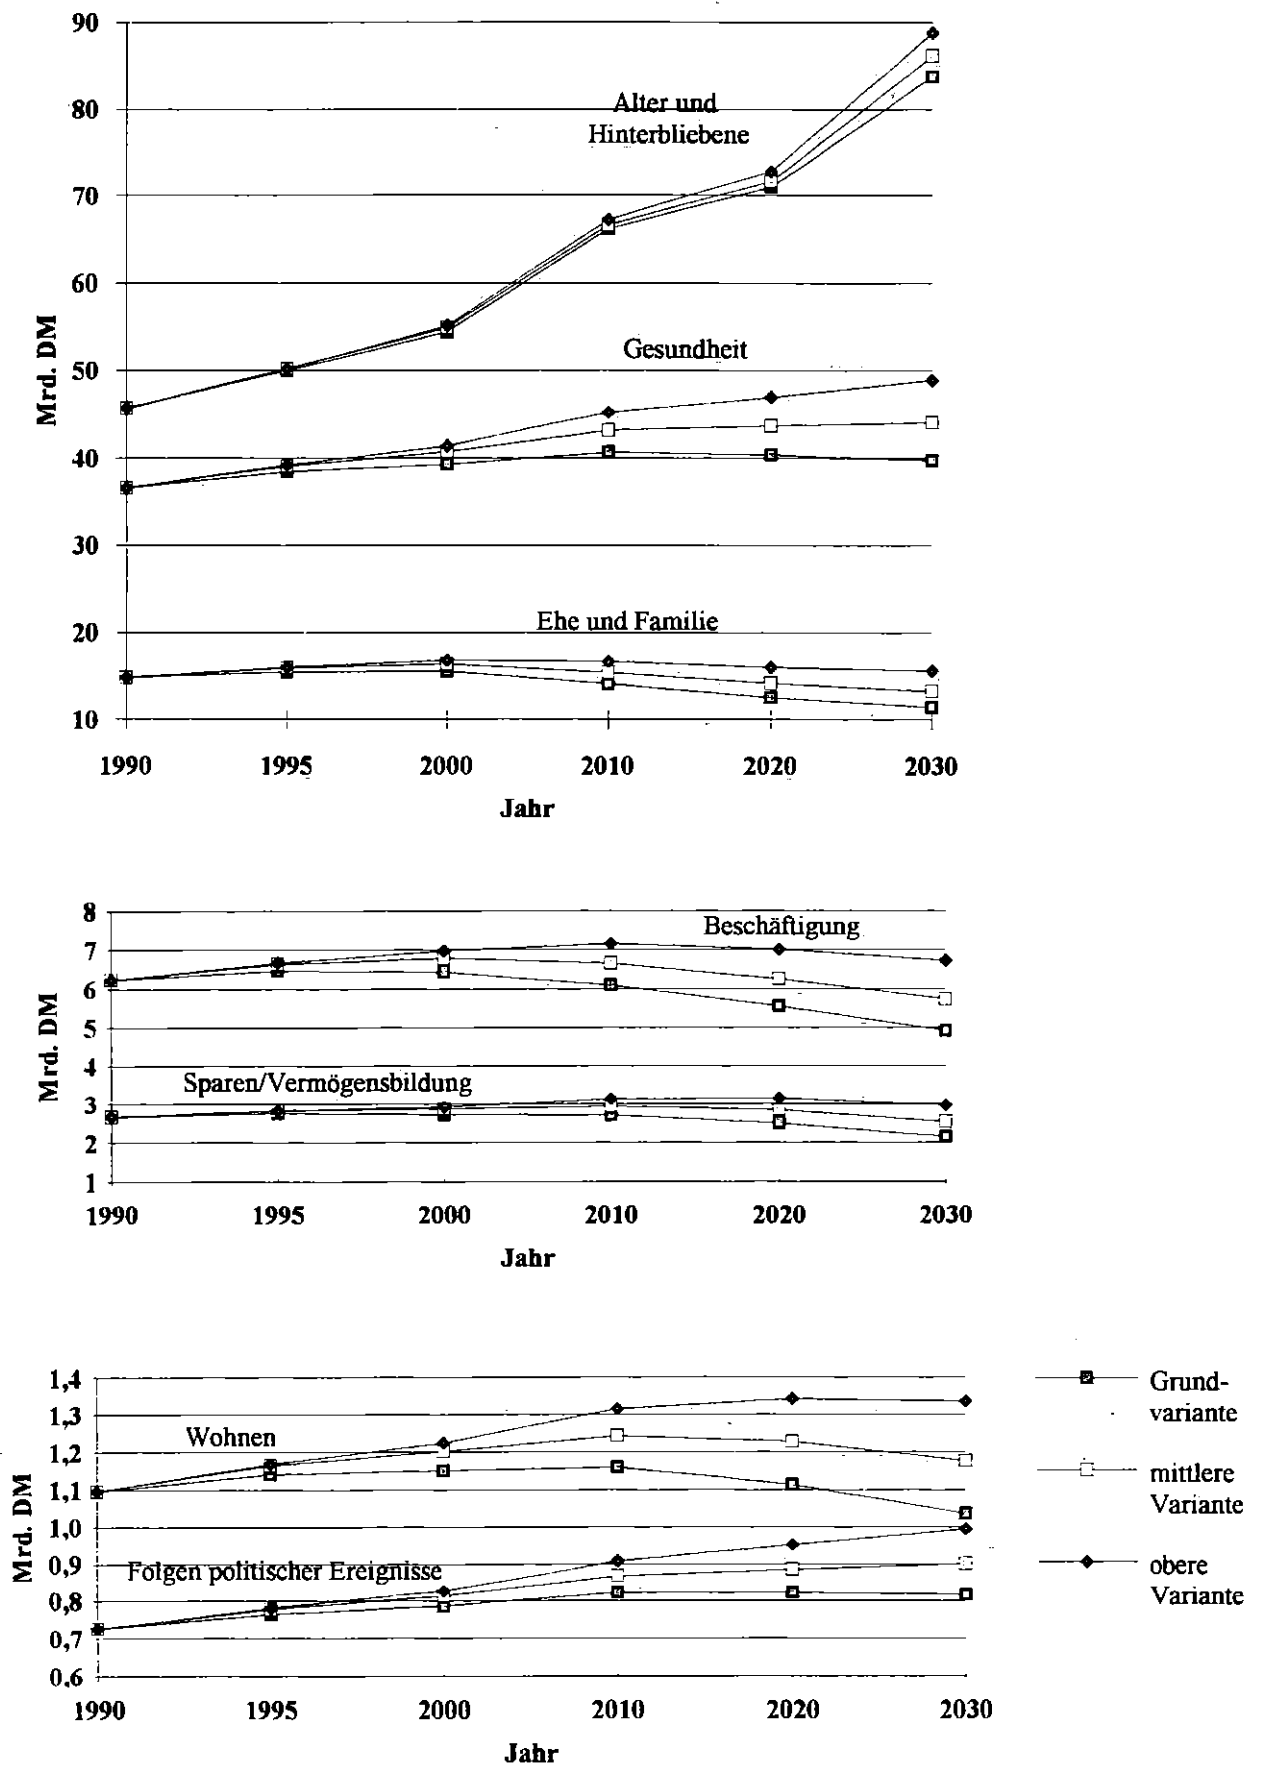 90
80
70
60
50
40
30
20
10
Mrd. DM
Alter und
Hinterbliebene
Gesundheit
Ehe und Familie
1990 1995 2000 2010 2020 2030
Jahr
8
7
6
5
4
3
2
1
Mrd. DM
Beschäftigung
Sparen/Vermögensbildung
1990 1995 2000 2010 2020 2030
Jahr
1,4
1,3
1,2
1,1
1,0
0,9
0,8
0,7
0,6
Mrd. DM
Wohnen
Folgen politischer Ereignisse
1990 1995 2000 2010 2020 2030
Jahr
Grund-
variante
mittlere
Variante
obere
Variante